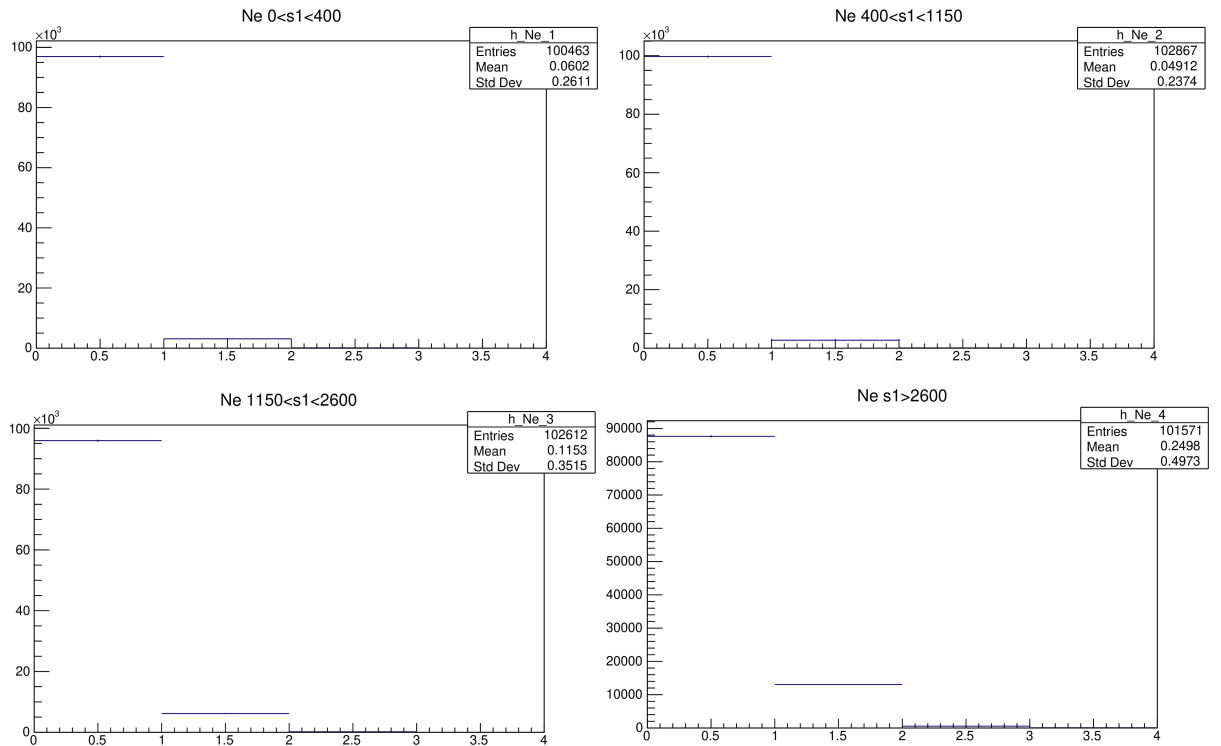 Ne 0<s1<400
×10³
h_Ne_1
Entries 100463
Mean 0.0602
Std Dev 0.2611
100
80
60
40
20
0
0 0.5 1 1.5 2 2.5 3 3.5 4
Ne 400<s1<1150
×10³
h_Ne_2
Entries 102867
Mean 0.04912
Std Dev 0.2374
100
80
60
40
20
0
0 0.5 1 1.5 2 2.5 3 3.5 4
Ne 1150<s1<2600
×10³
h_Ne_3
Entries 102612
Mean 0.1153
Std Dev 0.3515
100
80
60
40
20
0
0 0.5 1 1.5 2 2.5 3 3.5 4
Ne s1>2600
h_Ne_4
Entries 101571
Mean 0.2498
Std Dev 0.4973
90000
80000
70000
60000
50000
40000
30000
20000
10000
0
0 0.5 1 1.5 2 2.5 3 3.5 4